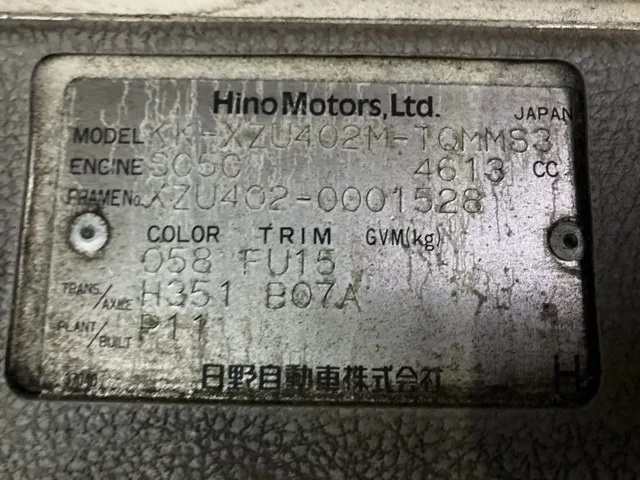 Hino Motors, Ltd. JAPAN
MODEL KK-XZU402M-TQMMS3
ENGINE S05C 4613 CC
FRAME No. XZU402-0001528
COLOR TRIM GVM(kg)
058 FU15
TRANS./AXLE H351 B07A
PLANT/BUILT P11
日野自動車株式会社 H